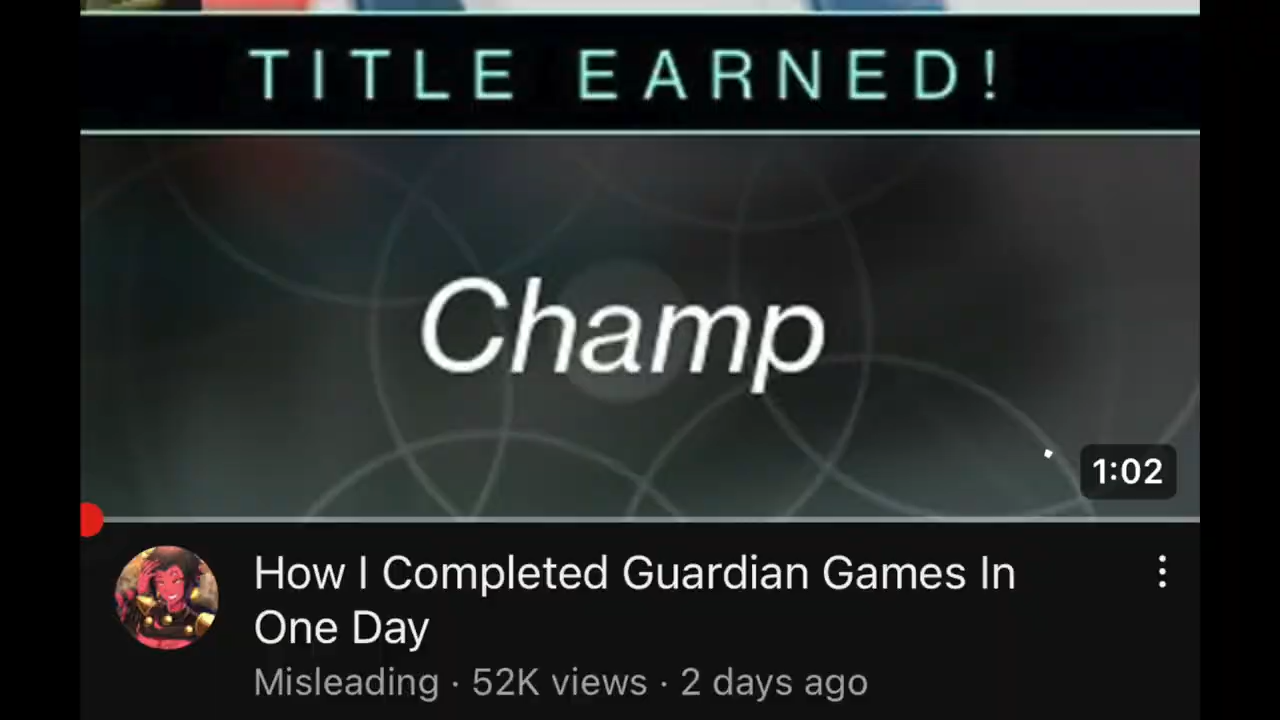 TITLE EARNED!
Champ
1:02
How I Completed Guardian Games In
One Day
Misleading · 52K views · 2 days ago